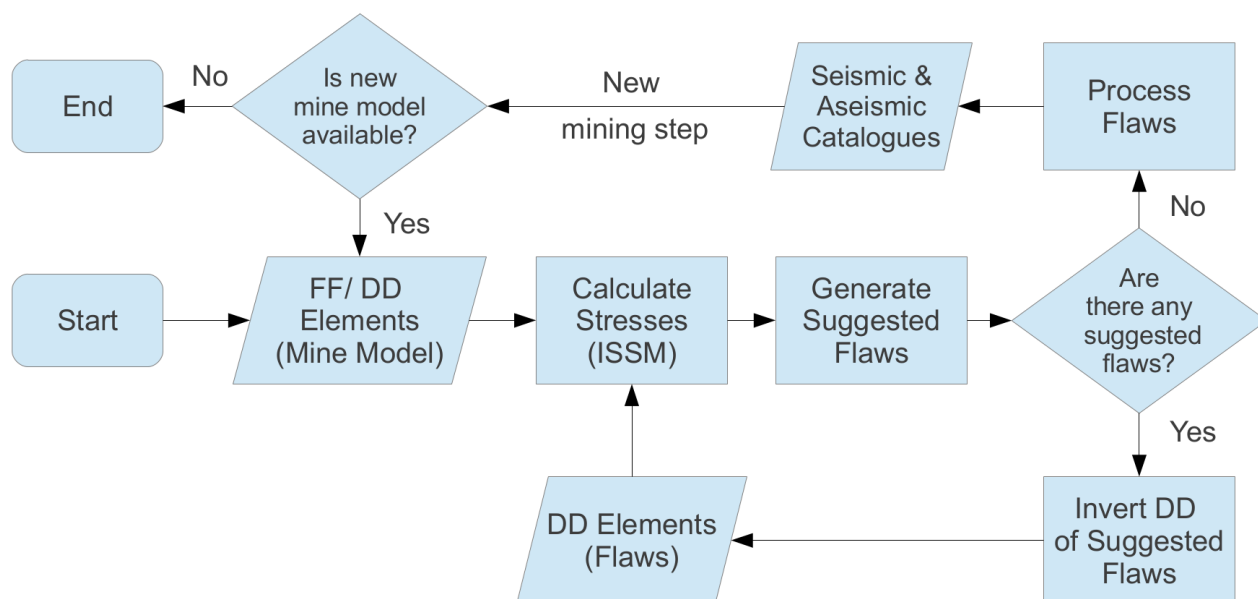 End
No
Is new
mine model
available?
New
mining step
Seismic &
Aseismic
Catalogues
Process
Flaws
Yes
No
Start
FF/ DD
Elements
(Mine Model)
Calculate
Stresses
(ISSM)
Generate
Suggested
Flaws
Are
there any
suggested
flaws?
Yes
DD Elements
(Flaws)
Invert DD
of Suggested
Flaws